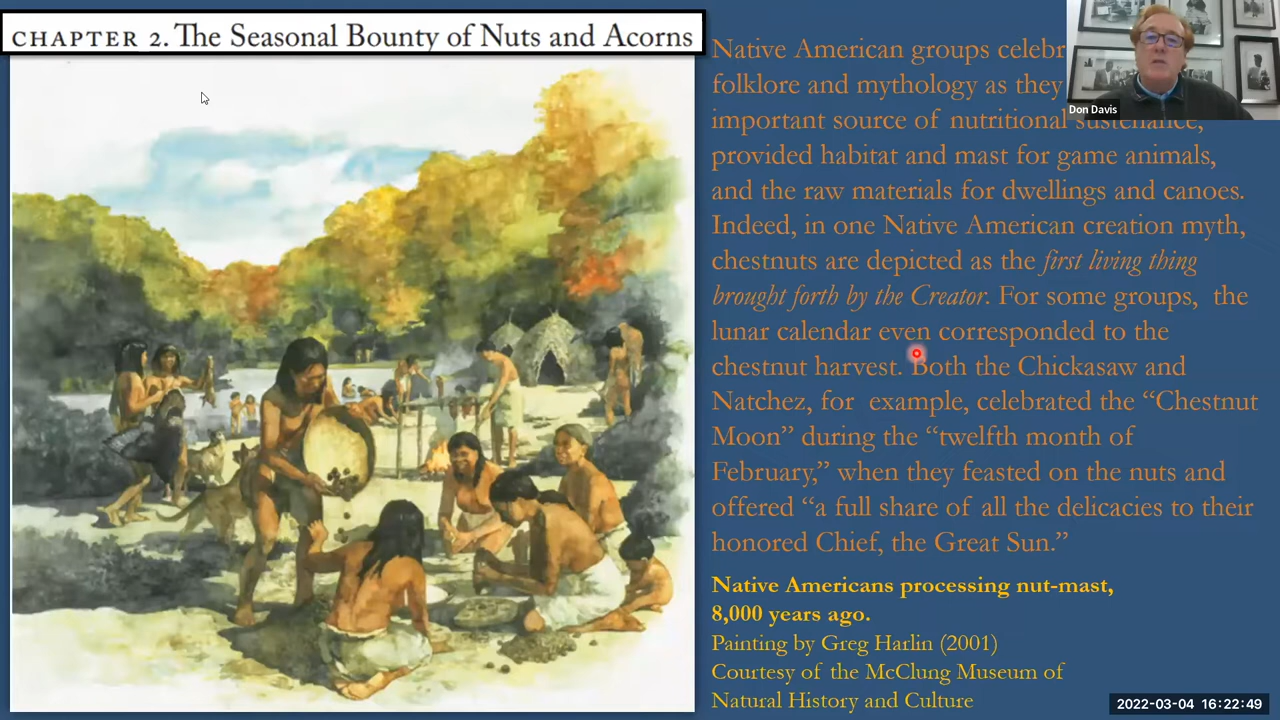 CHAPTER 2. The Seasonal Bounty of Nuts and Acorns
Native American groups
folklore and mythology as they
important source of nutritional sustenance,
provided habitat and mast for game animals,
and the raw materials for dwellings and canoes.
Indeed, in one Native American creation myth,
chestnuts are depicted as the first living thing
brought forth by the Creator. For some groups, the
lunar calendar even corresponded to the
chestnut harvest. Both the Chickasaw and
Natchez, for example, celebrated the “Chestnut
Moon” during the “twelfth month of
February,” when they feasted on the nuts and
offered “a full share of all the delicacies to their
honored Chief, the Great Sun.”
Native Americans processing nut-mast,
8,000 years ago.
Painting by Greg Harlin (2001)
Courtesy of the McClung Museum of
Natural History and Culture
Don Davis
2022-03-04 16:22:49